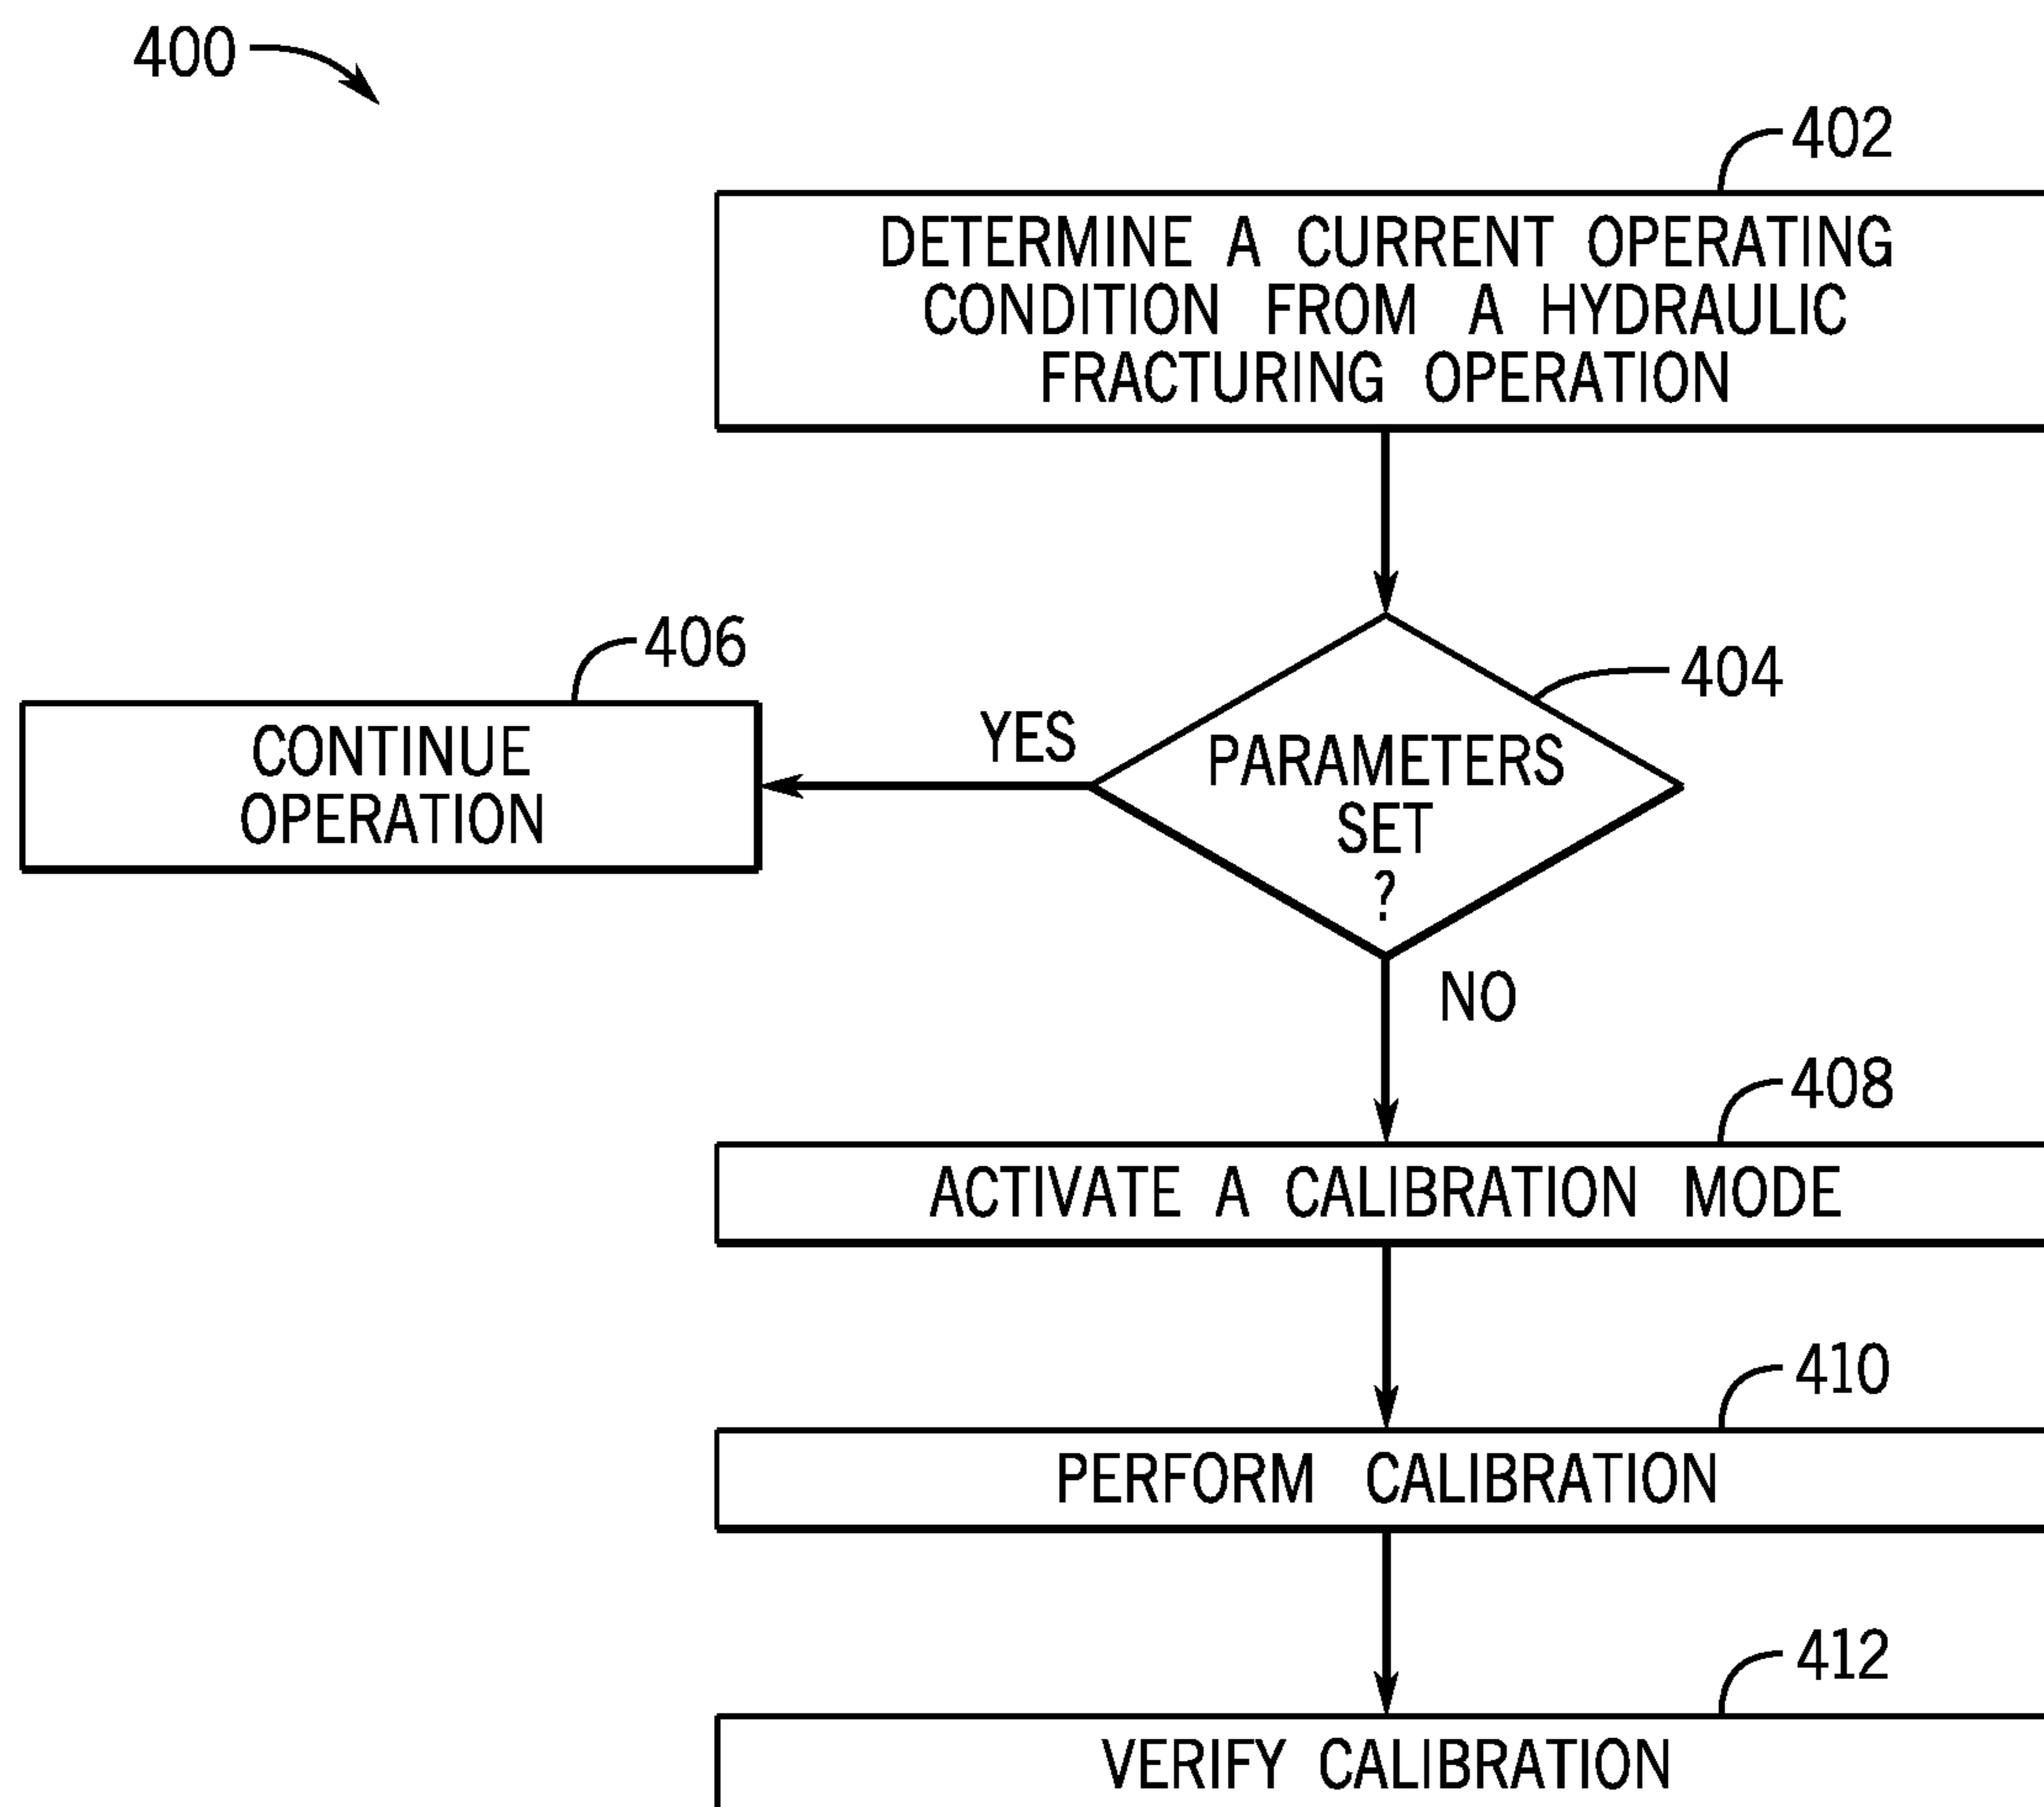 400
402
DETERMINE A CURRENT OPERATING
CONDITION FROM A HYDRAULIC
FRACTURING OPERATION
406
404
CONTINUE
OPERATION
YES
PARAMETERS
SET
?
NO
408
ACTIVATE A CALIBRATION MODE
410
PERFORM CALIBRATION
412
VERIFY CALIBRATION